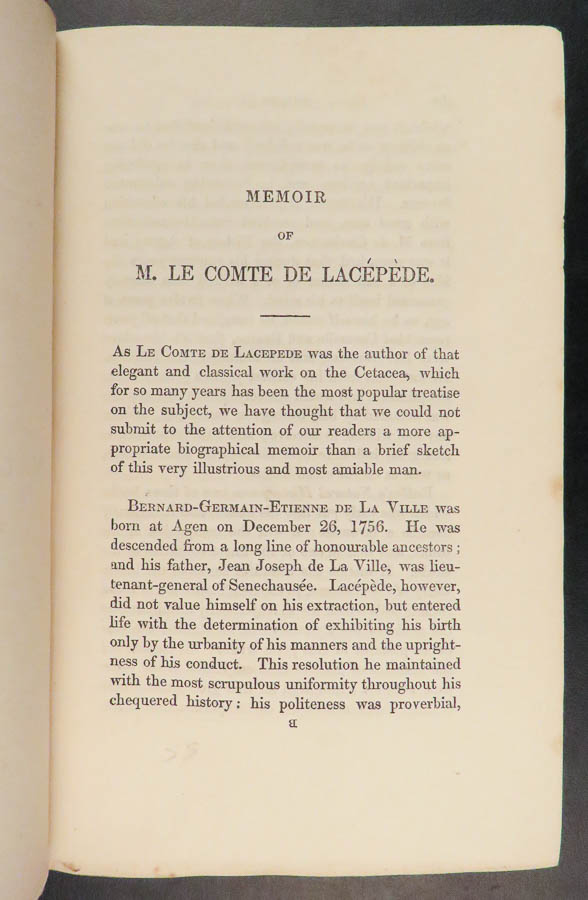 MEMOIR
OF
M. LE COMTE DE LACÉPÈDE.
As Le Comte de Lacepede was the author of that
elegant and classical work on the Cetacea, which
for so many years has been the most popular treatise
on the subject, we have thought that we could not
submit to the attention of our readers a more ap-
propriate biographical memoir than a brief sketch
of this very illustrious and most amiable man.
Bernard-Germain-Etienne de La Ville was
born at Agen on December 26, 1756. He was
descended from a long line of honourable ancestors ;
and his father, Jean Joseph de La Ville, was lieu-
tenant-general of Senechausée. Lacépède, however,
did not value himself on his extraction, but entered
life with the determination of exhibiting his birth
only by the urbanity of his manners and the upright-
ness of his conduct. This resolution he maintained
with the most scrupulous uniformity throughout his
chequered history : his politeness was proverbial,
a